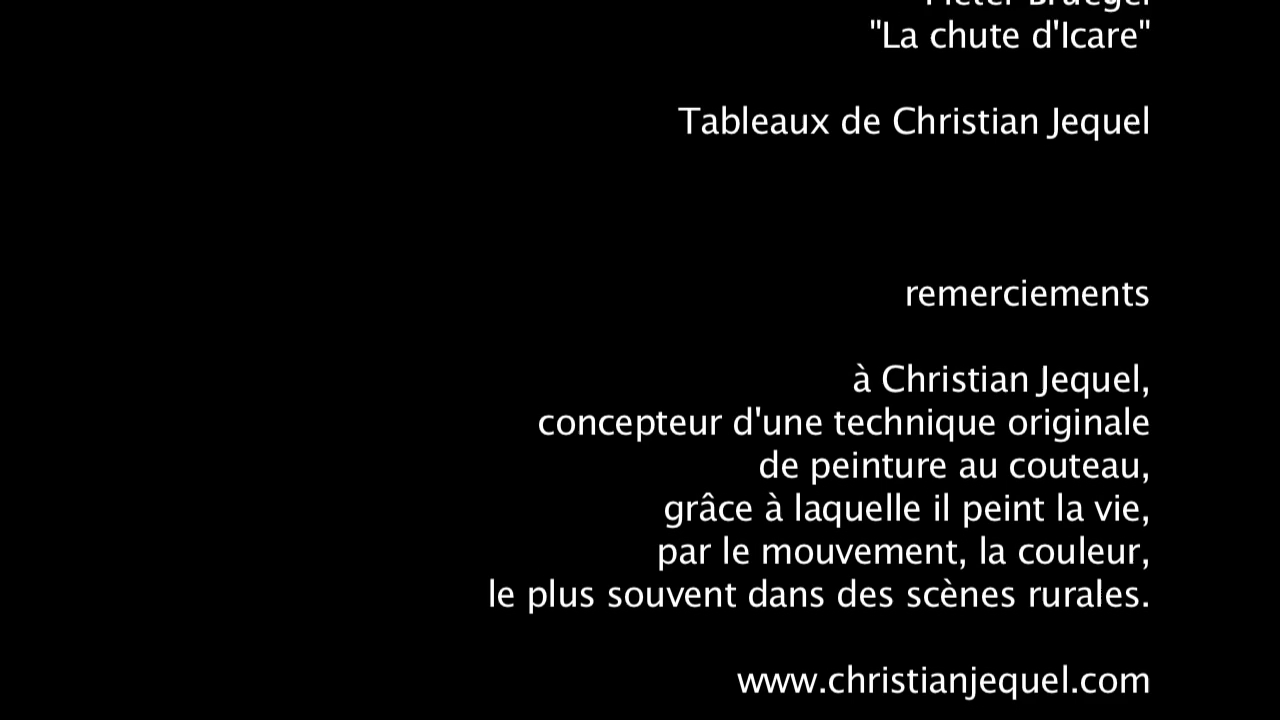 Pieter Bruegel
"La chute d'Icare"
Tableaux de Christian Jequel
remerciements
à Christian Jequel,
concepteur d'une technique originale
de peinture au couteau,
grâce à laquelle il peint la vie,
par le mouvement, la couleur,
le plus souvent dans des scènes rurales.
www.christianjequel.com